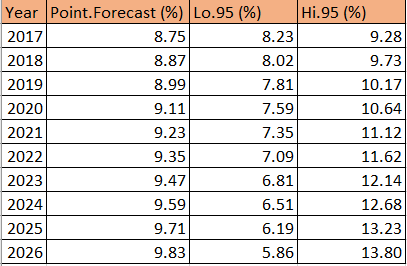 Year Point.Forecast (%) Lo.95 (%) Hi.95 (%)
2017 8.75 8.23 9.28
2018 8.87 8.02 9.73
2019 8.99 7.81 10.17
2020 9.11 7.59 10.64
2021 9.23 7.35 11.12
2022 9.35 7.09 11.62
2023 9.47 6.81 12.14
2024 9.59 6.51 12.68
2025 9.71 6.19 13.23
2026 9.83 5.86 13.80